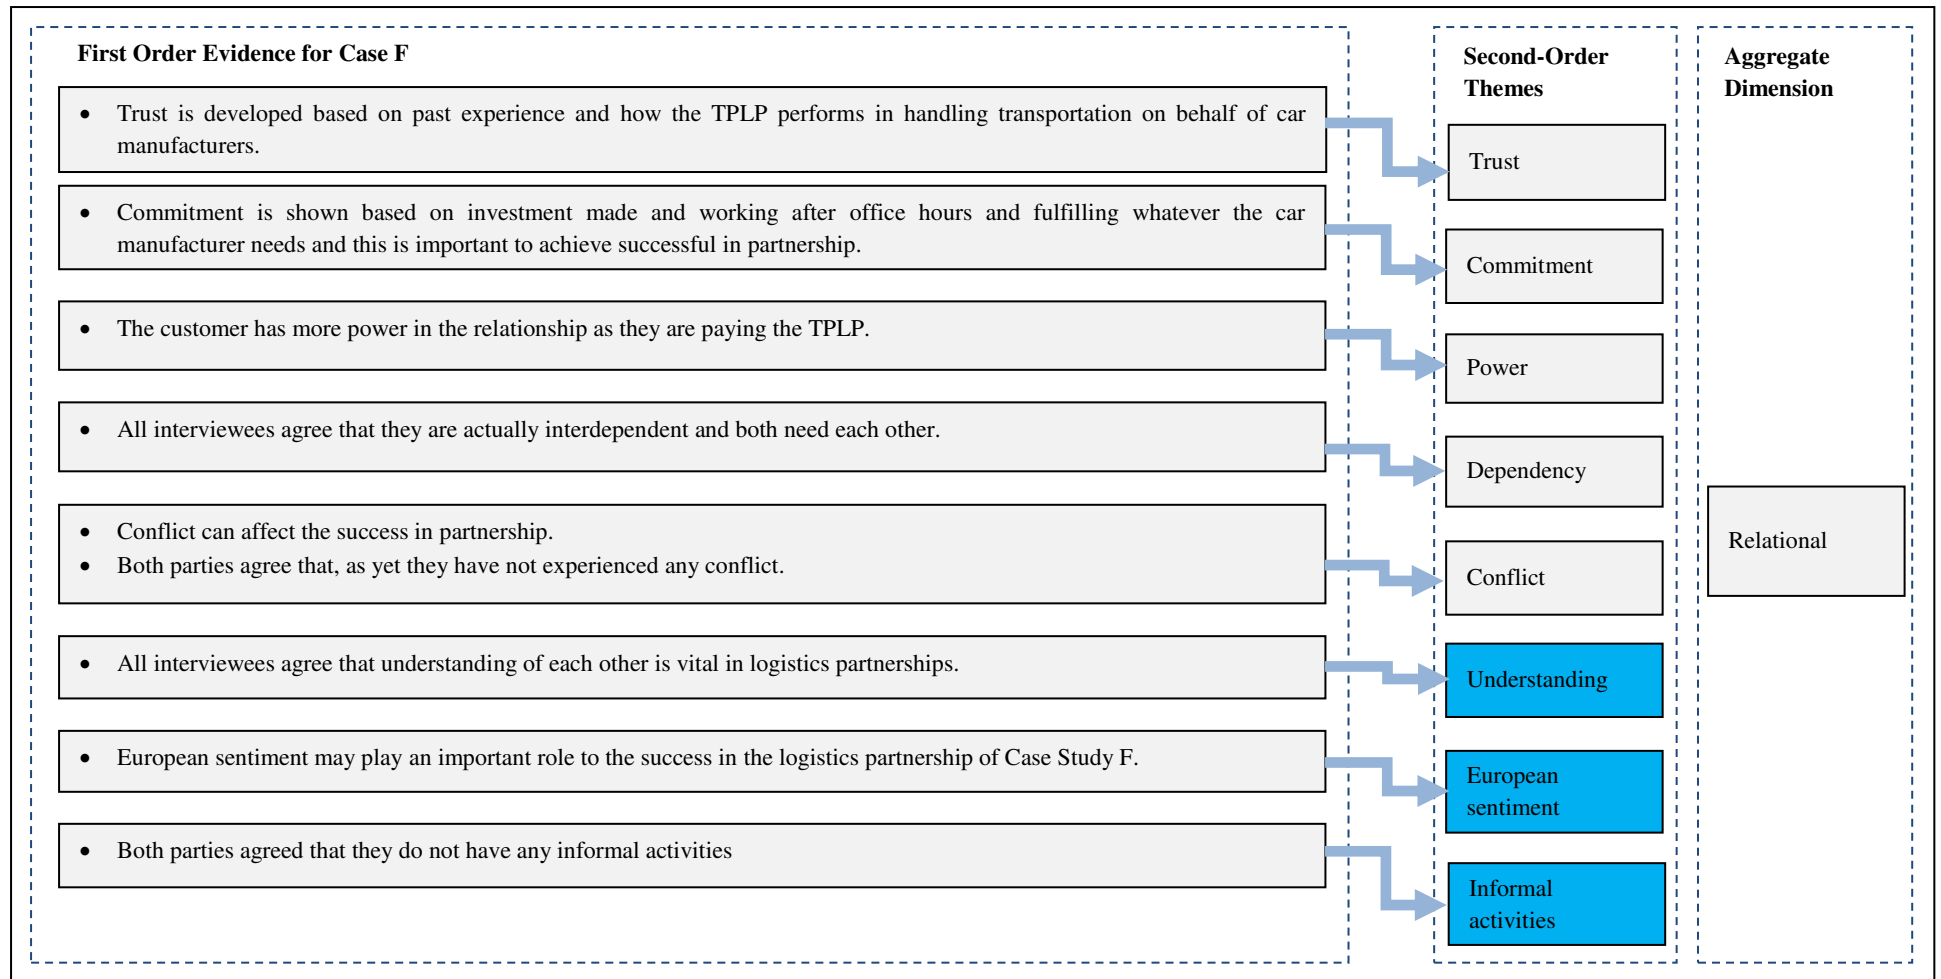 First Order Evidence for Case F
Second-Order
Themes
Aggregate
Dimension
• Trust is developed based on past experience and how the TPLP performs in handling transportation on behalf of car
manufacturers.
Trust
• Commitment is shown based on investment made and working after office hours and fulfilling whatever the car
manufacturer needs and this is important to achieve successful in partnership.
Commitment
• The customer has more power in the relationship as they are paying the TPLP.
Power
• All interviewees agree that they are actually interdependent and both need each other.
Dependency
• Conflict can affect the success in partnership.
• Both parties agree that, as yet they have not experienced any conflict.
Conflict
Relational
• All interviewees agree that understanding of each other is vital in logistics partnerships.
Understanding
• European sentiment may play an important role to the success in the logistics partnership of Case Study F.
European
sentiment
• Both parties agreed that they do not have any informal activities
Informal
activities